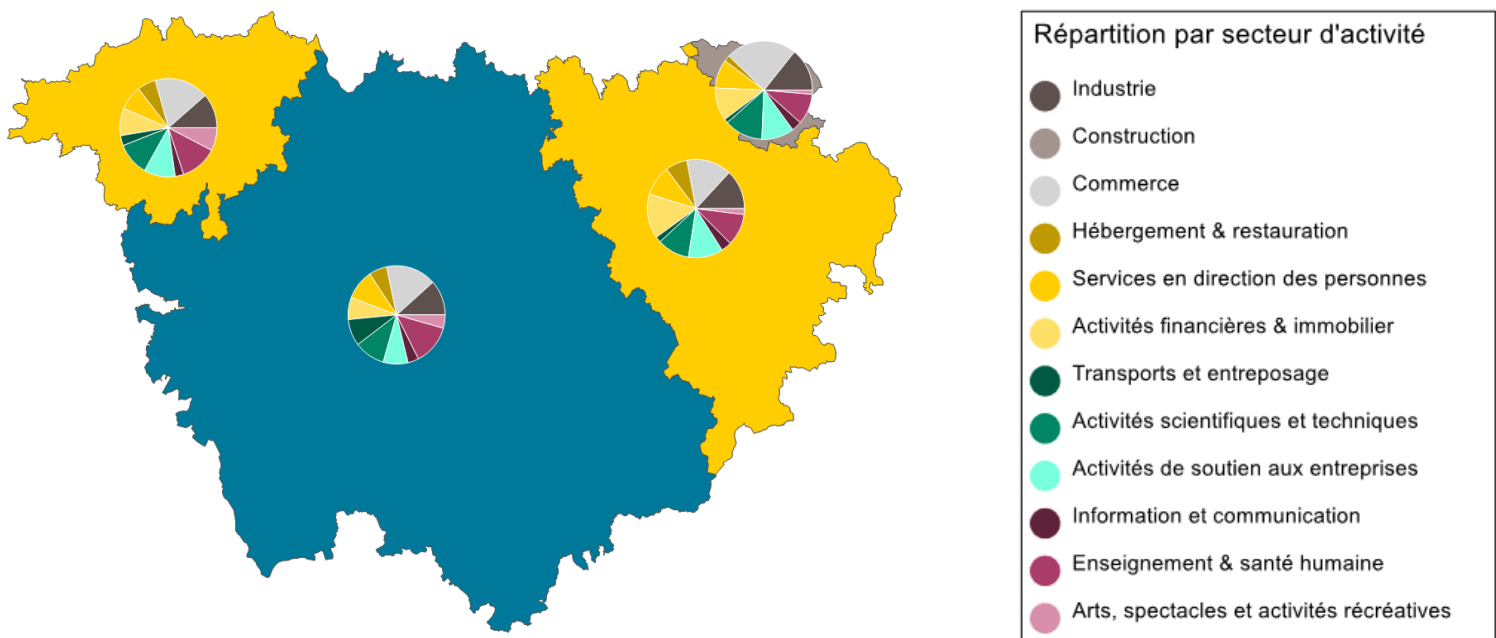 Répartition par secteur d'activité
Industrie
Construction
Commerce
Hébergement & restauration
Services en direction des personnes
Activités financières & immobilier
Transports et entreposage
Activités scientifiques et techniques
Activités de soutien aux entreprises
Information et communication
Enseignement & santé humaine
Arts, spectacles et activités récréatives